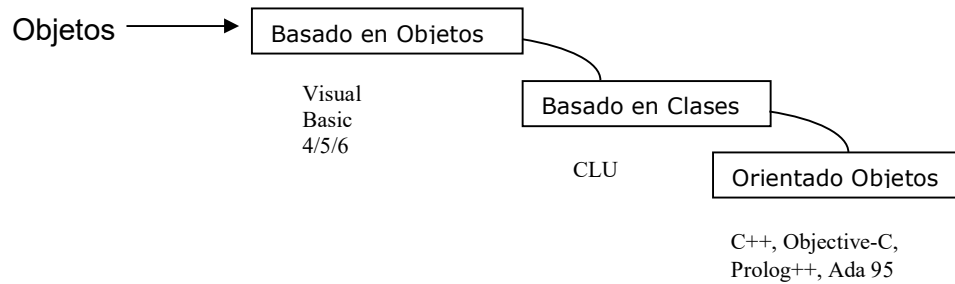 Objetos
Basado en Objetos
Visual
Basic
4/5/6
Basado en Clases
CLU
Orientado Objetos
C++, Objective-C,
Prolog++, Ada 95